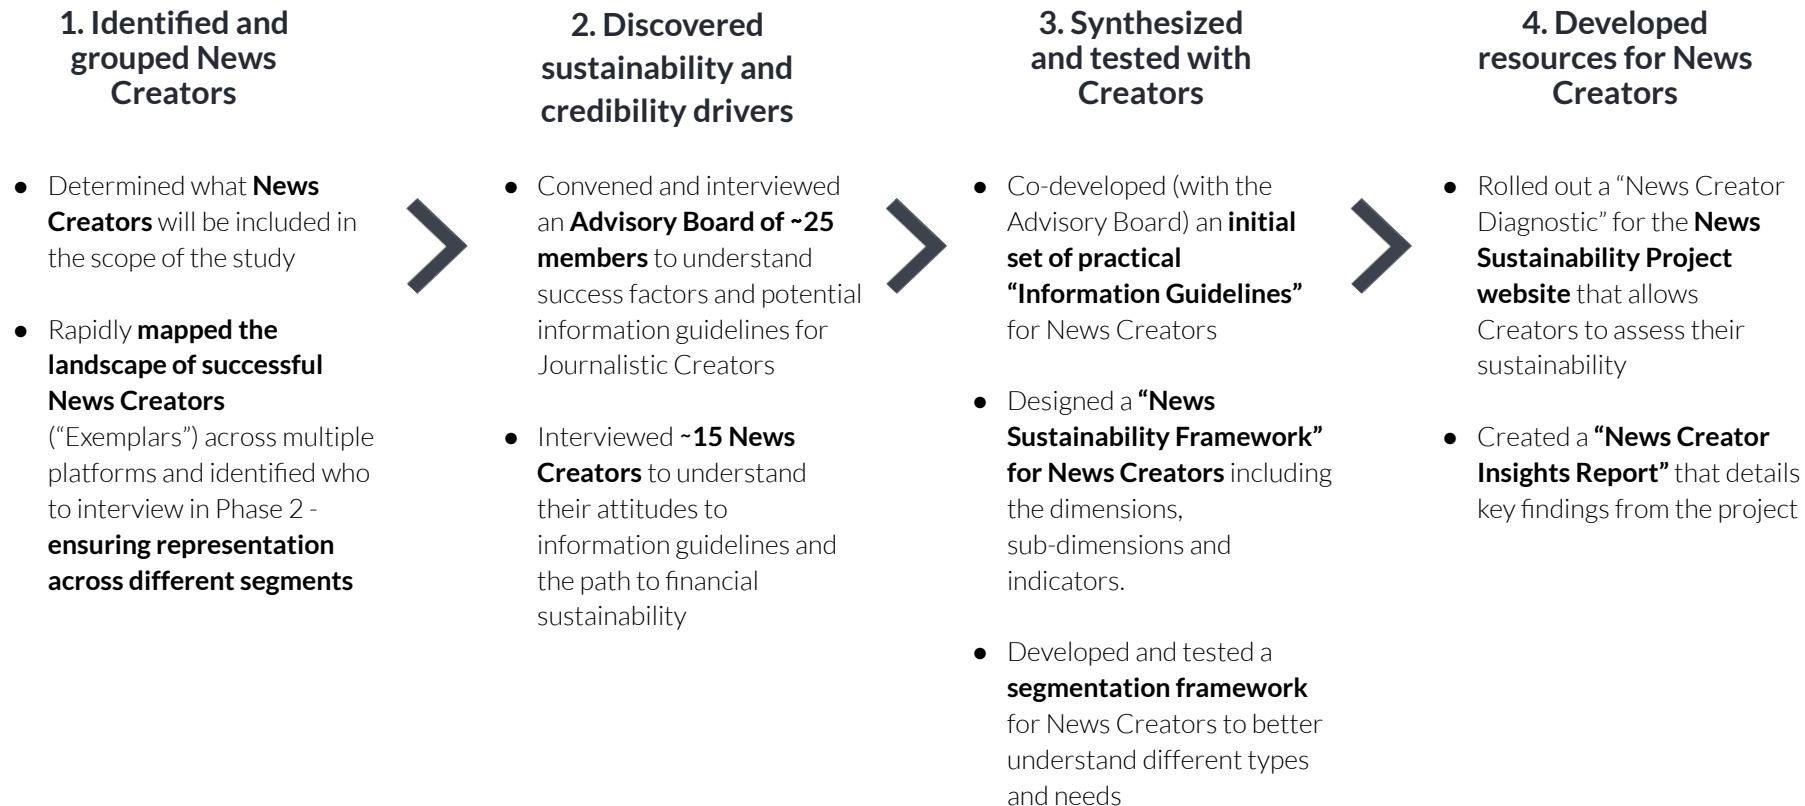 1. Identified and
grouped News
Creators
● Determined what News
Creators will be included in
the scope of the study
● Rapidly mapped the
landscape of successful
News Creators
(“Exemplars”) across multiple
platforms and identified who
to interview in Phase 2 -
ensuring representation
across different segments
2. Discovered
sustainability and
credibility drivers
● Convened and interviewed
an Advisory Board of ~25
members to understand
success factors and potential
information guidelines for
Journalistic Creators
● Interviewed ~15 News
Creators to understand
their attitudes to
information guidelines and
the path to financial
sustainability
3. Synthesized
and tested with
Creators
● Co-developed (with the
Advisory Board) an initial
set of practical
“Information Guidelines”
for News Creators
● Designed a “News
Sustainability Framework”
for News Creators including
the dimensions,
sub-dimensions and
indicators.
● Developed and tested a
segmentation framework
for News Creators to better
understand different types
and needs
4. Developed
resources for News
Creators
● Rolled out a “News Creator
Diagnostic” for the News
Sustainability Project
website that allows
Creators to assess their
sustainability
● Created a “News Creator
Insights Report” that details
key findings from the project